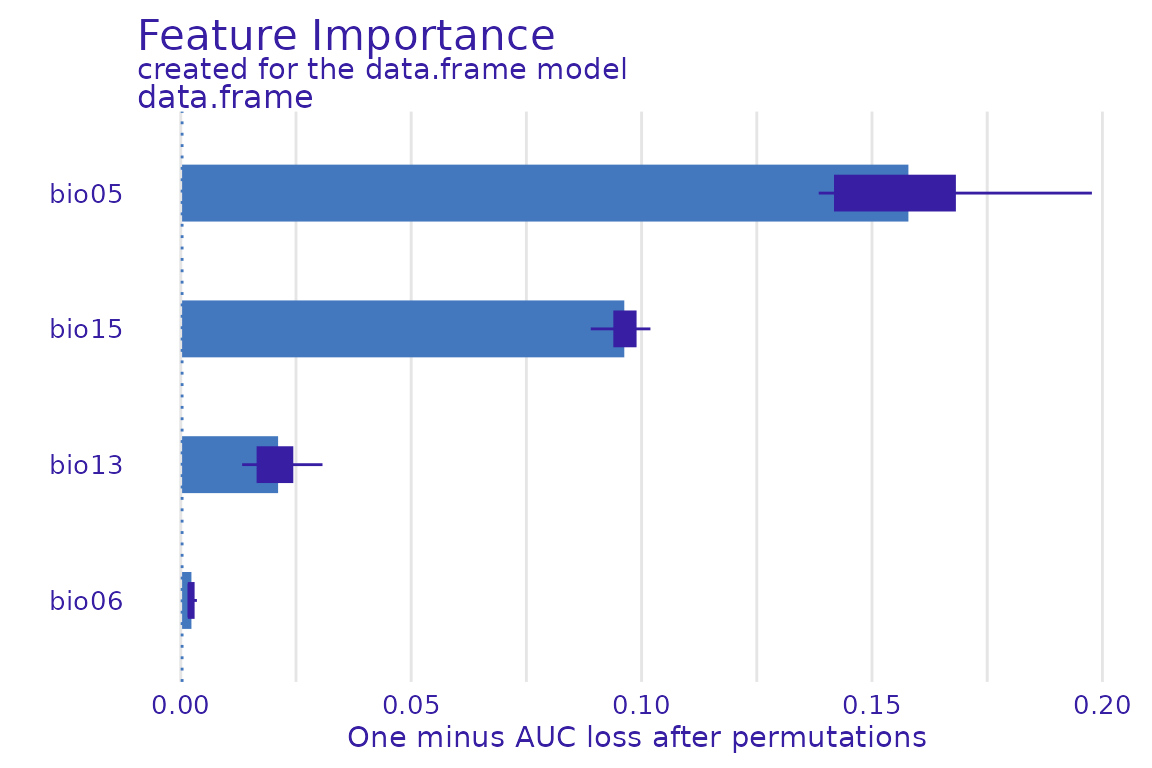 Feature Importance
created for the data.frame model
data.frame
bio05
bio15
bio13
bio06
0.00 0.05 0.10 0.15 0.20
One minus AUC loss after permutations